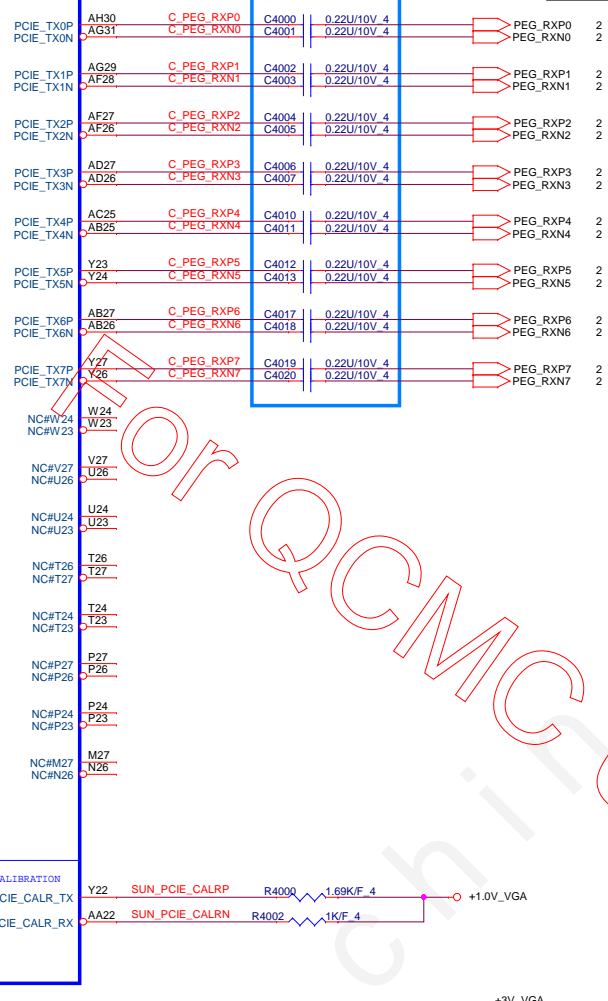 PCIE_TX0P AH30 C_PEG_RXP0 C4000 0.22U/10V_4 PEG_RXP0 2
PCIE_TX0N AG31 C_PEG_RXN0 C4001 0.22U/10V_4 PEG_RXN0 2
PCIE_TX1P AG29 C_PEG_RXP1 C4002 0.22U/10V_4 PEG_RXP1 2
PCIE_TX1N AF28 C_PEG_RXN1 C4003 0.22U/10V_4 PEG_RXN1 2
PCIE_TX2P AF27 C_PEG_RXP2 C4004 0.22U/10V_4 PEG_RXP2 2
PCIE_TX2N AF26 C_PEG_RXN2 C4005 0.22U/10V_4 PEG_RXN2 2
PCIE_TX3P AD27 C_PEG_RXP3 C4006 0.22U/10V_4 PEG_RXP3 2
PCIE_TX3N AD26 C_PEG_RXN3 C4007 0.22U/10V_4 PEG_RXN3 2
PCIE_TX4P AC25 C_PEG_RXP4 C4010 0.22U/10V_4 PEG_RXP4 2
PCIE_TX4N AB25 C_PEG_RXN4 C4011 0.22U/10V_4 PEG_RXN4 2
PCIE_TX5P Y23 C_PEG_RXP5 C4012 0.22U/10V_4 PEG_RXP5 2
PCIE_TX5N Y24 C_PEG_RXN5 C4013 0.22U/10V_4 PEG_RXN5 2
PCIE_TX6P AB27 C_PEG_RXP6 C4017 0.22U/10V_4 PEG_RXP6 2
PCIE_TX6N AB26 C_PEG_RXN6 C4018 0.22U/10V_4 PEG_RXN6 2
PCIE_TX7P Y27 C_PEG_RXP7 C4019 0.22U/10V_4 PEG_RXP7 2
PCIE_TX7N Y26 C_PEG_RXN7 C4020 0.22U/10V_4 PEG_RXN7 2
NC#W24 W24
NC#W23 W23
NC#V27 V27
NC#U26 U26
NC#U24 U24
NC#U23 U23
NC#T26 T26
NC#T27 T27
NC#T24 T24
NC#T23 T23
NC#P27 P27
NC#P26 P26
NC#P24 P24
NC#P23 P23
NC#M27 M27
NC#N26 N26
For QCMC
chin
ALIBRATION
CIE_CALR_TX Y22 SUN_PCIE_CALRP R4000 1.69K/F_4 +1.0V_VGA
CIE_CALR_RX AA22 SUN_PCIE_CALRN R4002 1K/F_4
+3V_VGA